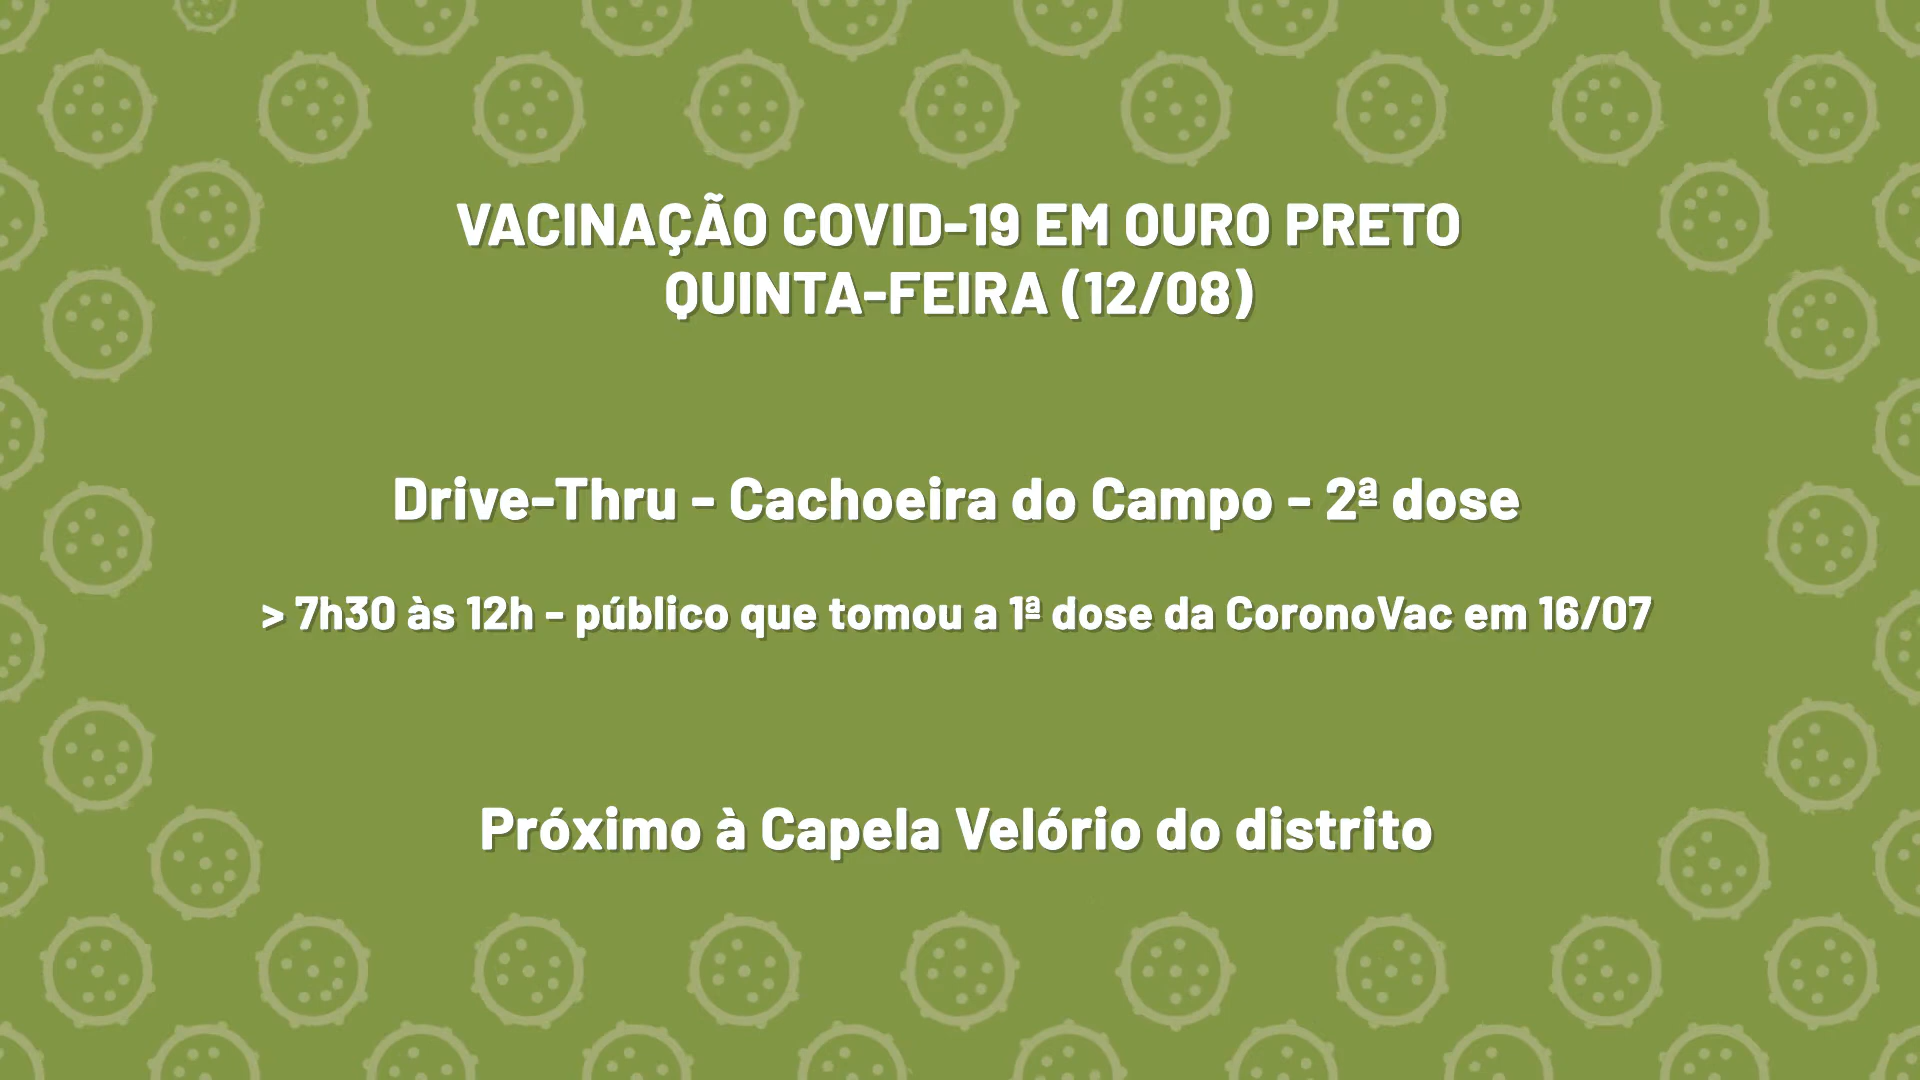 VACINAÇÃO COVID-19 EM OURO PRETO
QUINTA-FEIRA (12/08)
Drive-Thru - Cachoeira do Campo - 2ª dose
> 7h30 às 12h - público que tomou a 1ª dose da CoronoVac em 16/07
Próximo à Capela Velório do distrito